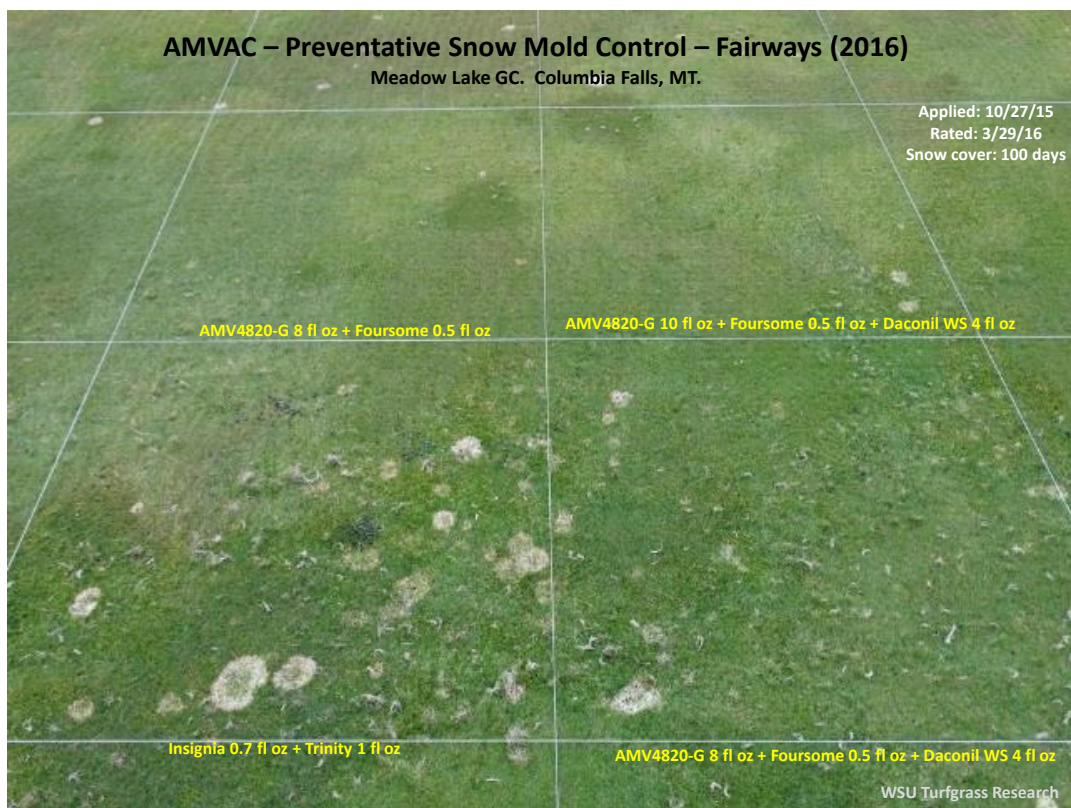 AMVAC – Preventative Snow Mold Control – Fairways (2016)
Meadow Lake GC.  Columbia Falls, MT.
Applied: 10/27/15
Rated: 3/29/16
Snow cover: 100 days
AMV4820-G 8 fl oz + Foursome 0.5 fl oz
AMV4820-G 10 fl oz + Foursome 0.5 fl oz + Daconil WS 4 fl oz
Insignia 0.7 fl oz + Trinity 1 fl oz
AMV4820-G 8 fl oz + Foursome 0.5 fl oz + Daconil WS 4 fl oz
WSU Turfgrass Research